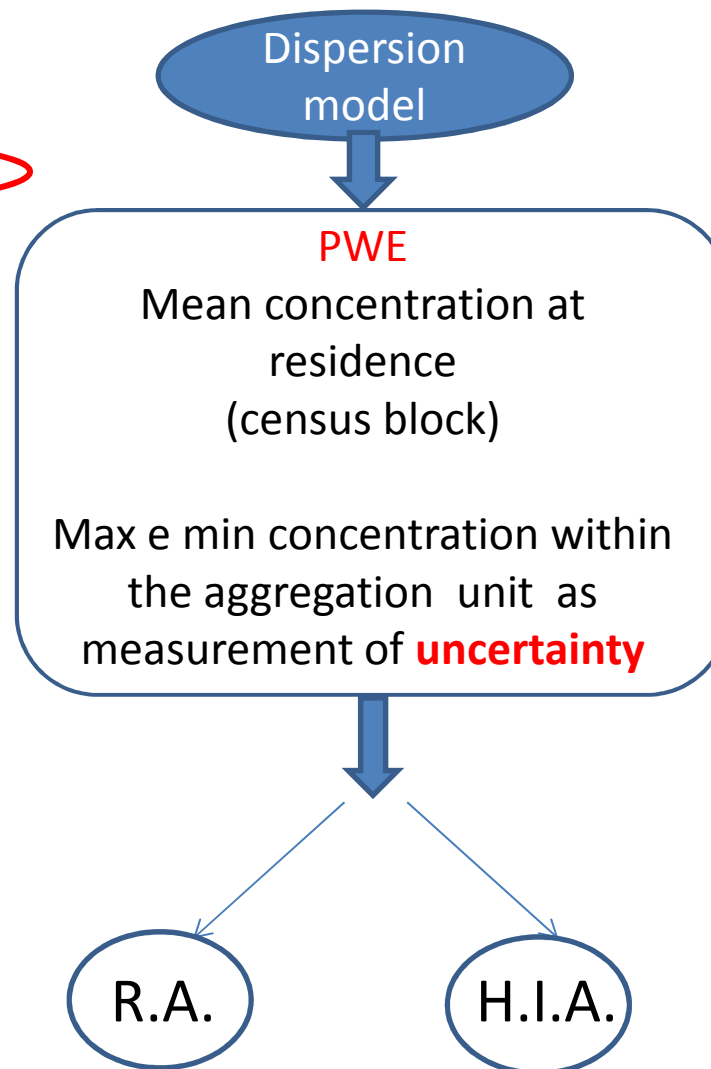 Dispersion
model
PWE
Mean concentration at
residence
(census block)
Max e min concentration within
the aggregation unit as
measurement of uncertainty
R.A.
H.I.A.